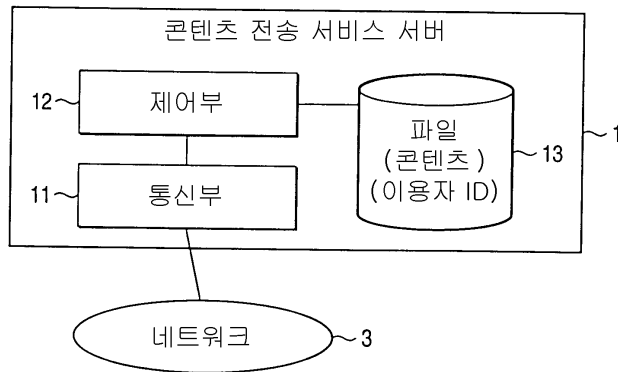 콘텐츠 전송 서비스 서버
12
제어부
파일
(콘텐츠)
(이용자 ID)
13
1
11
통신부
네트워크
3